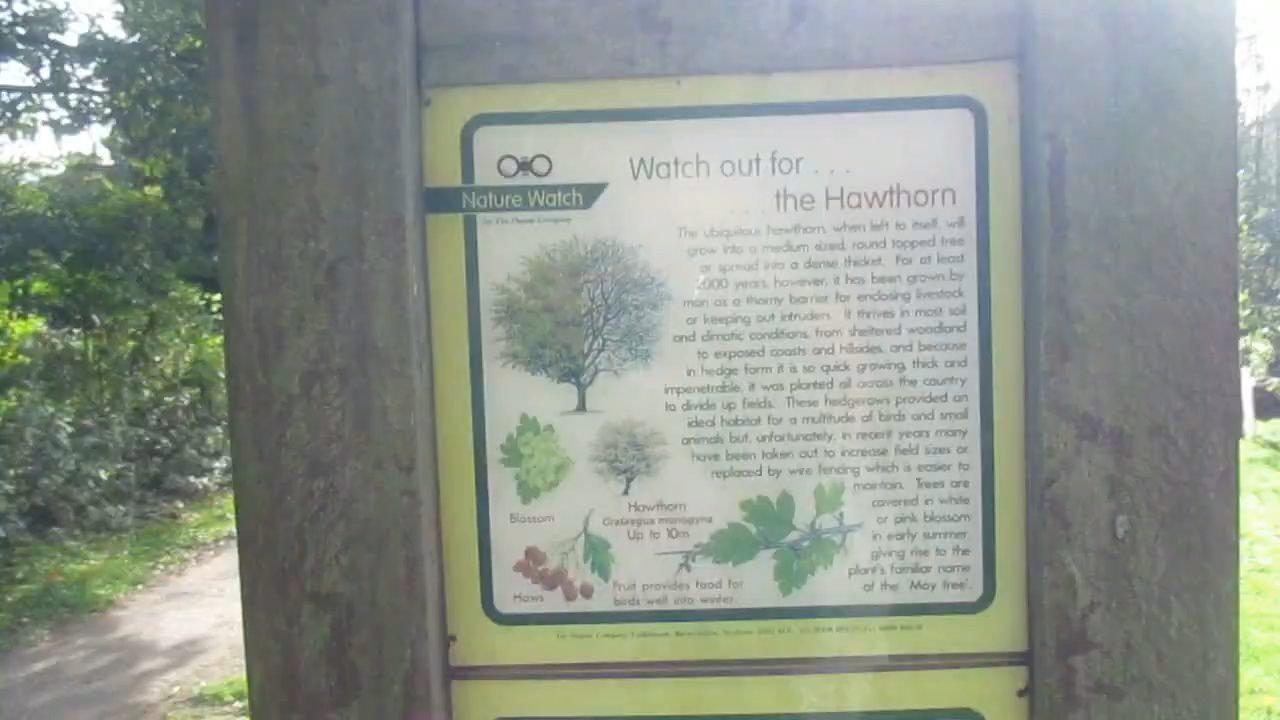 Watch out for . . .
Nature Watch
. . . the Hawthorn
by The Dome Company
The ubiquitous hawthorn, when left to itself, will
grow into a medium sized, round topped tree
or spread into a dense thicket. For at least
2000 years, however, it has been grown by
man as a thorny barrier for enclosing livestock
or keeping out intruders. It thrives in most soil
and climatic conditions, from sheltered woodland
to exposed coasts and hillsides, and because
in hedge form it is so quick growing, thick and
impenetrable, it was planted all across the country
to divide up fields. These hedgerows provided an
ideal habitat for a multitude of birds and small
animals but, unfortunately, in recent years many
have been taken out to increase field sizes or
replaced by wire fencing which is easier to
maintain. Trees are
covered in white
or pink blossom
in early summer
giving rise to the
plant's familiar name
of the 'May tree'.
Blossom
Hawthorn
Crataegus monogyna
Up to 10m
Haws
Fruit provides food for
birds well into winter.